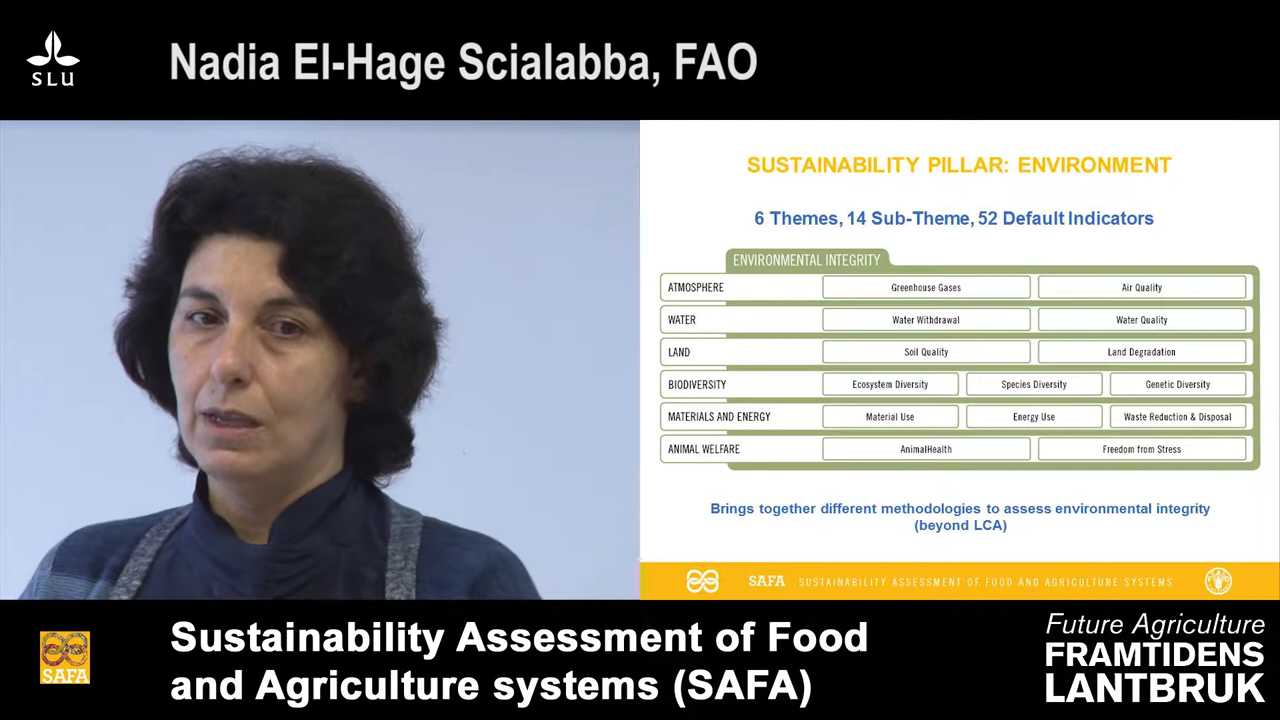 SLU
Nadia El-Hage Scialabba, FAO
SUSTAINABILITY PILLAR: ENVIRONMENT
6 Themes, 14 Sub-Theme, 52 Default Indicators
ENVIRONMENTAL INTEGRITY
ATMOSPHERE Greenhouse Gases Air Quality
WATER Water Withdrawal Water Quality
LAND Soil Quality Land Degradation
BIODIVERSITY Ecosystem Diversity Species Diversity Genetic Diversity
MATERIALS AND ENERGY Material Use Energy Use Waste Reduction & Disposal
ANIMAL WELFARE AnimalHealth Freedom from Stress
Brings together different methodologies to assess environmental integrity
(beyond LCA)
SAFA SUSTAINABILITY ASSESSMENT OF FOOD AND AGRICULTURE SYSTEMS
SAFA
Sustainability Assessment of Food
and Agriculture systems (SAFA)
Future Agriculture
FRAMTIDENS
LANTBRUK